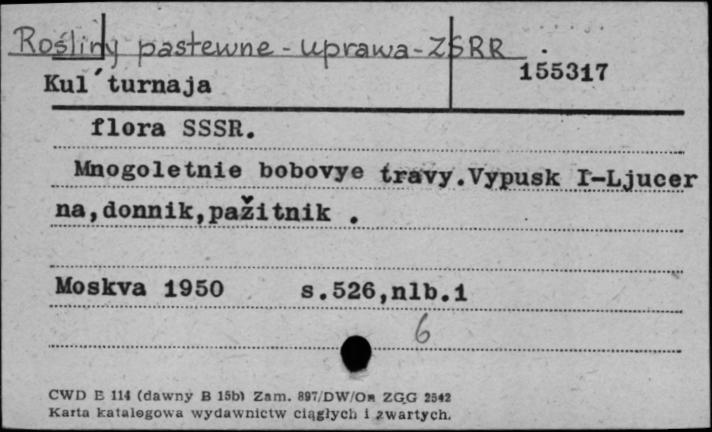 Rośliny pastewne - uprawa - ZSRR
155317
Kul´turnaja
flora SSSR.
Mnogoletnie bobovye travy.Vypusk I-Ljucer
na,donnik,pažitnik .
Moskva 1950 s.526,nlb.1
6
CWD E 114 (dawny B 15b) Zam. 897/DW/Om ZGG 2542
Karta katalogowa wydawnictw ciągłych i zwartych.